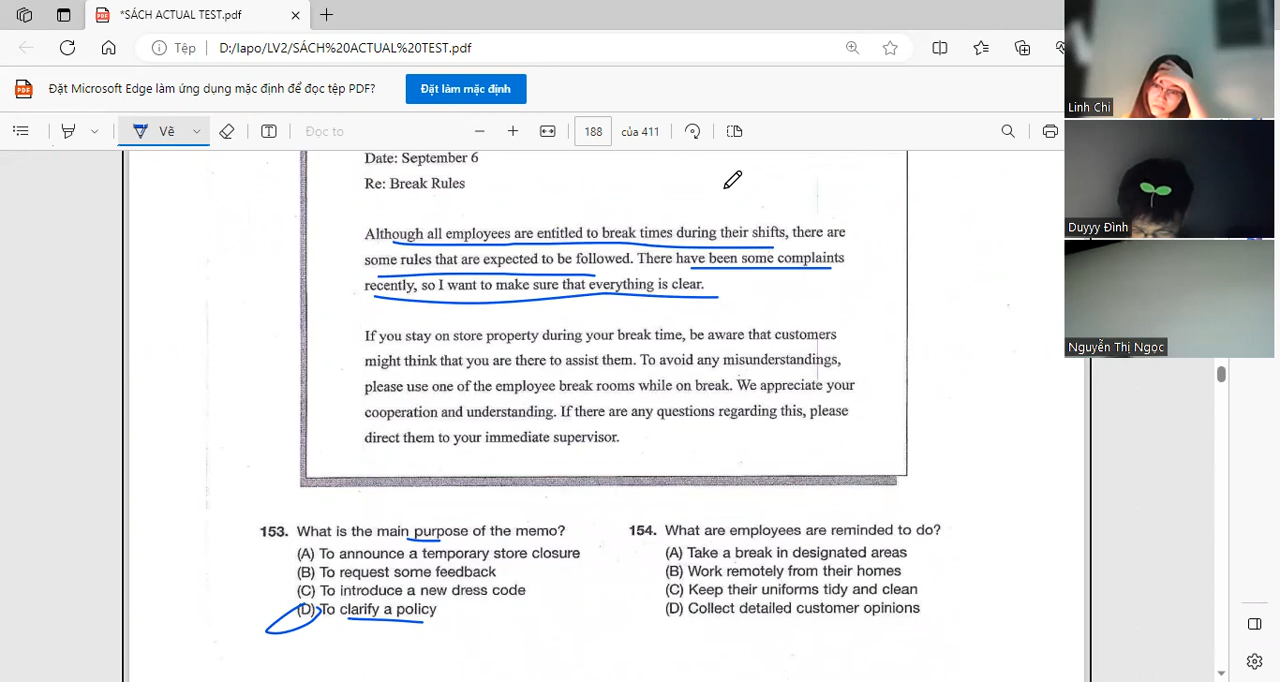 *SÁCH ACTUAL TEST.pdf
Tệp
D:/lapo/LV2/SÁCH%20ACTUAL%20TEST.pdf
Đặt Microsoft Edge làm ứng dụng mặc định để đọc tệp PDF?
Đặt làm mặc định
Vẽ
Đọc to
188
của 411
Linh Chi
Duyyy Đình
Nguyễn Thị Ngọc
Date: September 6
Re: Break Rules
Although all employees are entitled to break times during their shifts, there are
some rules that are expected to be followed. There have been some complaints
recently, so I want to make sure that everything is clear.
If you stay on store property during your break time, be aware that customers
might think that you are there to assist them. To avoid any misunderstandings,
please use one of the employee break rooms while on break. We appreciate your
cooperation and understanding. If there are any questions regarding this, please
direct them to your immediate supervisor.
153. What is the main purpose of the memo?
(A) To announce a temporary store closure
(B) To request some feedback
(C) To introduce a new dress code
(D) To clarify a policy
154. What are employees are reminded to do?
(A) Take a break in designated areas
(B) Work remotely from their homes
(C) Keep their uniforms tidy and clean
(D) Collect detailed customer opinions